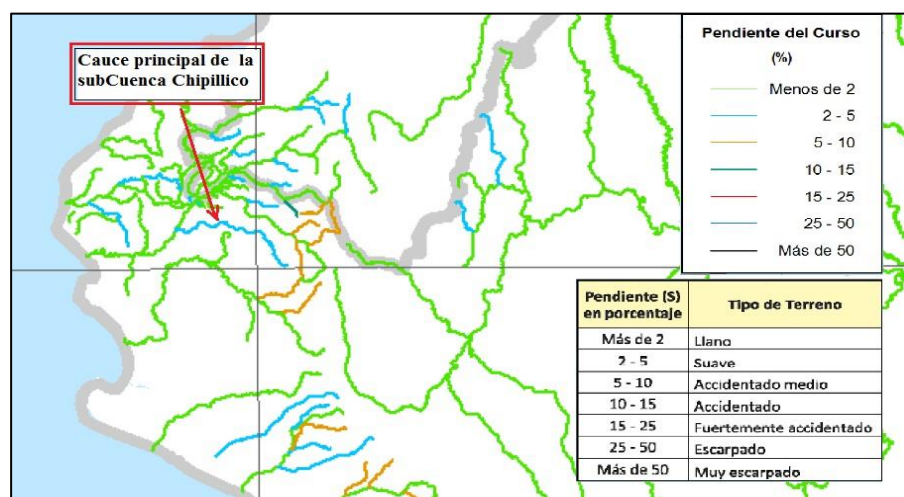 Cauce principal de la
subCuenca Chipillico
Pendiente del Curso
(%)
Menos de 2
2 - 5
5 - 10
10 - 15
15 - 25
25 - 50
Más de 50
Pendiente (S) en porcentaje Tipo de Terreno
Más de 2 Llano
2 - 5 Suave
5 - 10 Accidentado medio
10 - 15 Accidentado
15 - 25 Fuertemente accidentado
25 - 50 Escarpado
Más de 50 Muy escarpado